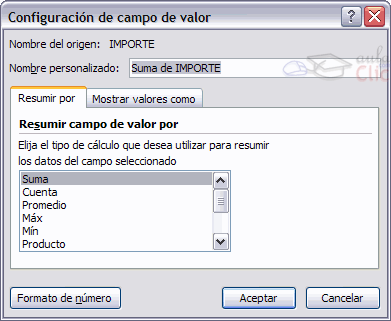 Configuración de campo de valor
Nombre del origen: IMPORTE
Nombre personalizado: Suma de IMPORTE
aula
Clic
Resumir por Mostrar valores como
Resumir campo de valor por
Elija el tipo de cálculo que desea utilizar para resumir
los datos del campo seleccionado
Suma
Cuenta
Promedio
Máx
Mín
Producto
Formato de número Aceptar Cancelar